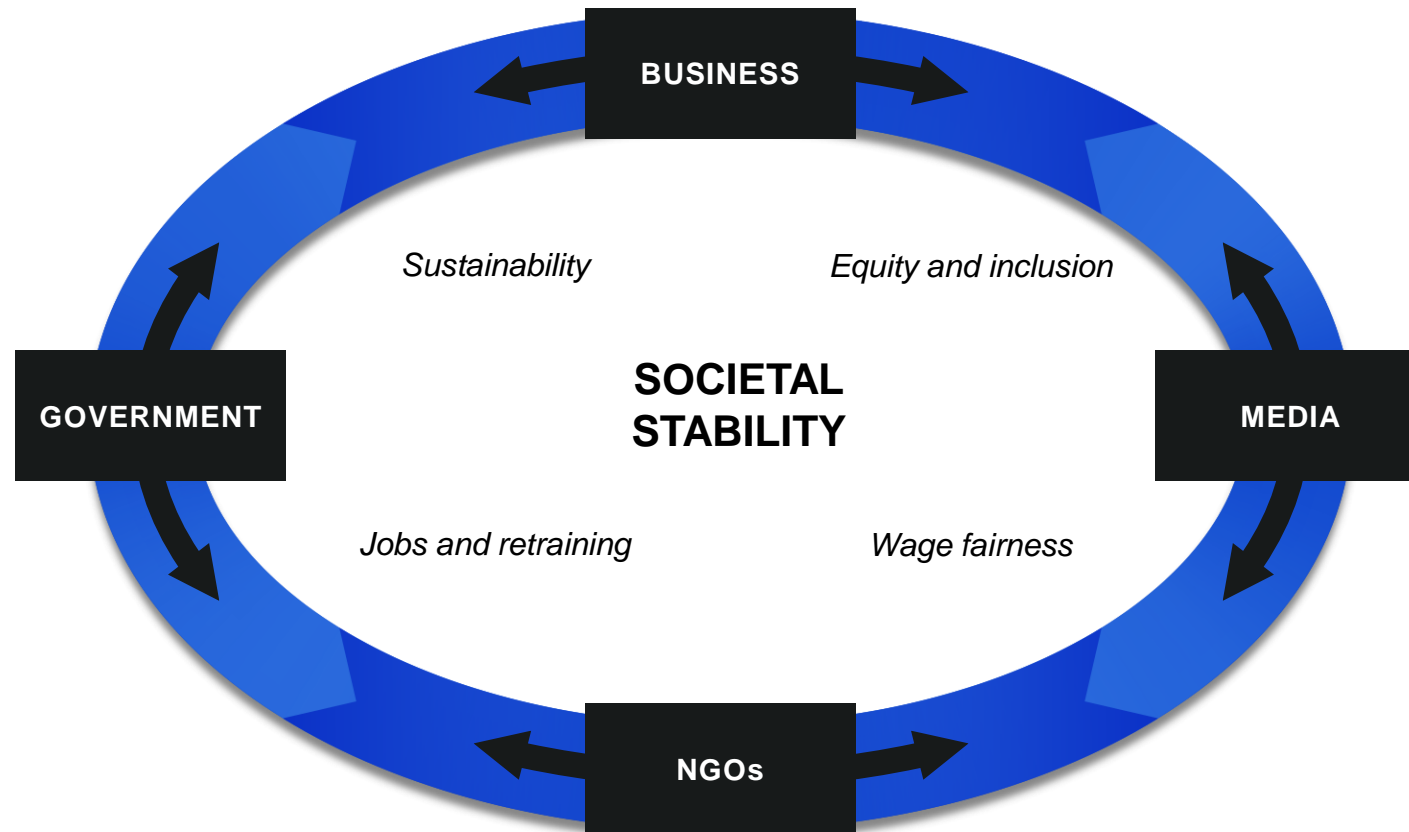 BUSINESS
Sustainability
Equity and inclusion
SOCIETAL
STABILITY
GOVERNMENT
MEDIA
Jobs and retraining
Wage fairness
NGOs